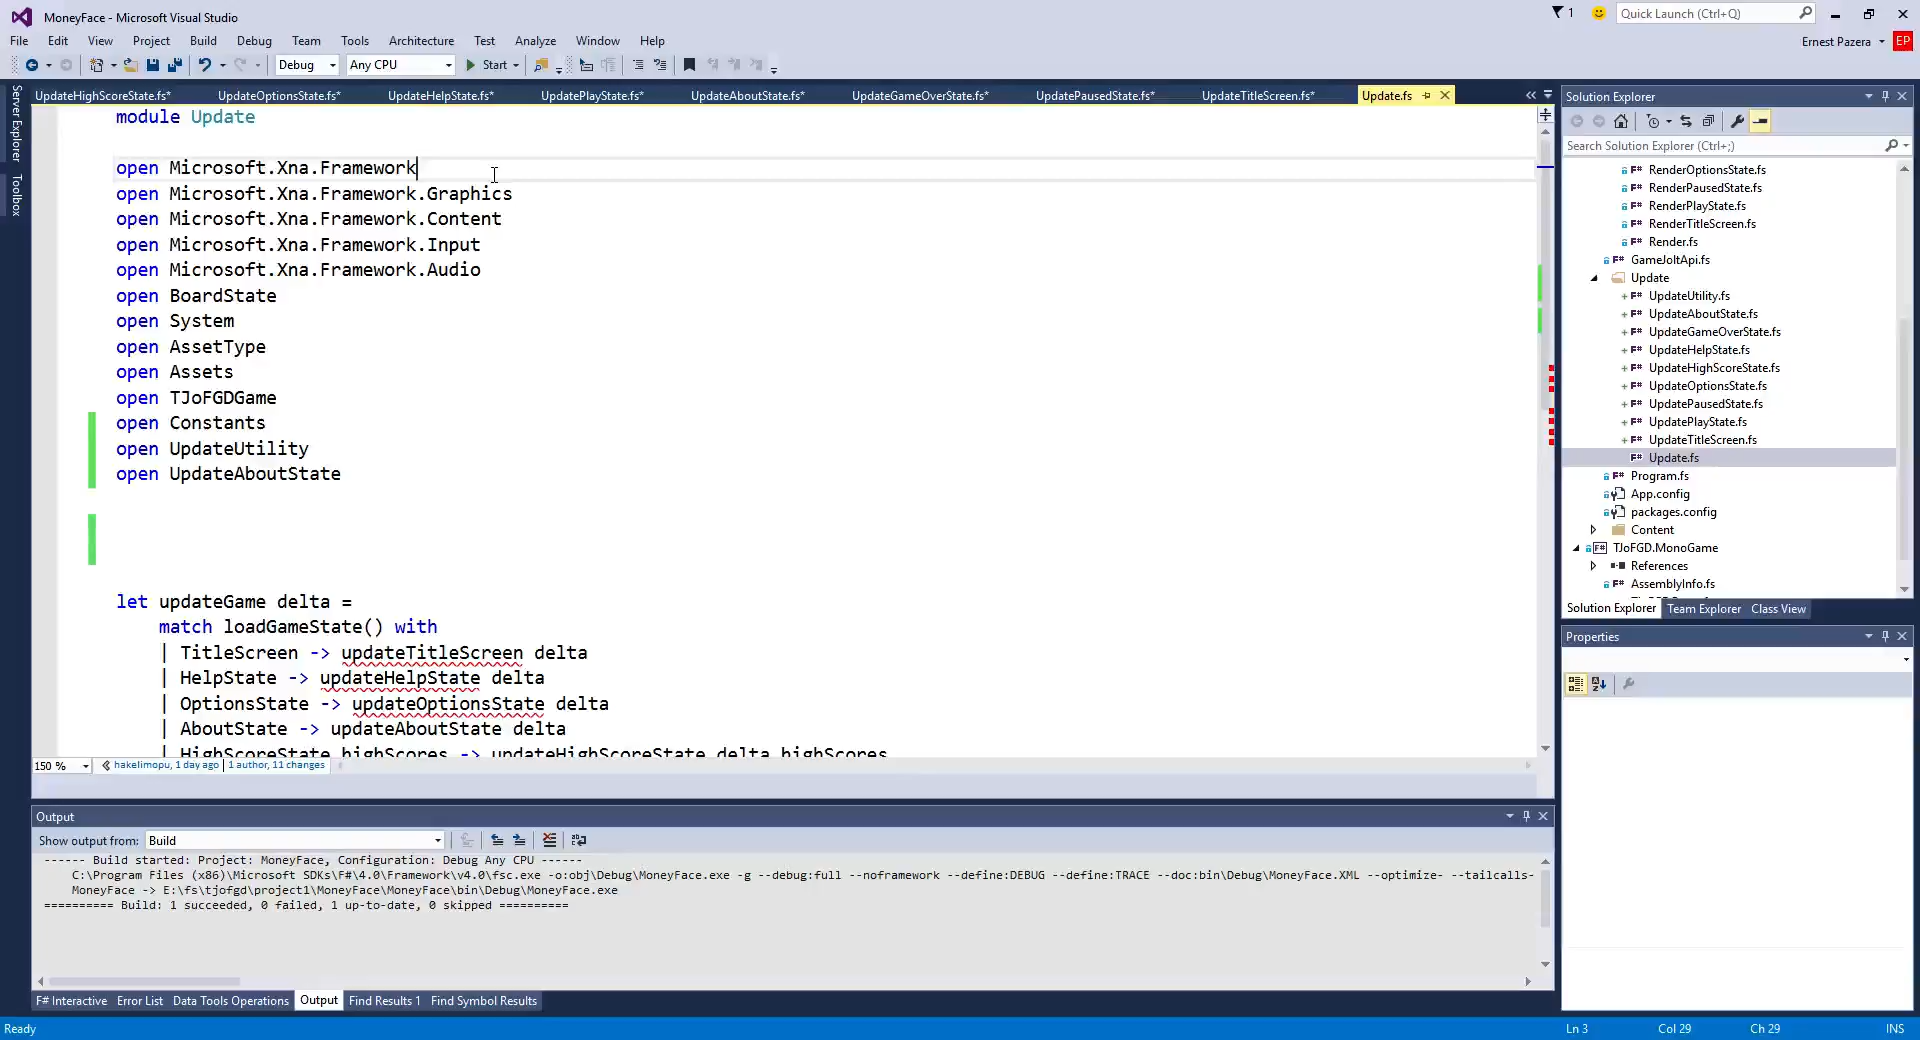 MoneyFace - Microsoft Visual Studio
1
Quick Launch (Ctrl+Q)
File Edit View Project Build Debug Team Tools Architecture Test Analyze Window Help
Ernest Pazera EP
Debug Any CPU Start
Server Explorer
Toolbox
UpdateHighScoreState.fs* UpdateOptionsState.fs* UpdateHelpState.fs* UpdatePlayState.fs* UpdateAboutState.fs* UpdateGameOverState.fs* UpdatePausedState.fs* UpdateTitleScreen.fs* Update.fs
module Update
open Microsoft.Xna.Framework
open Microsoft.Xna.Framework.Graphics
open Microsoft.Xna.Framework.Content
open Microsoft.Xna.Framework.Input
open Microsoft.Xna.Framework.Audio
open BoardState
open System
open AssetType
open Assets
open TJoFGDGame
open Constants
open UpdateUtility
open UpdateAboutState
let updateGame delta =
match loadGameState() with
| TitleScreen -> updateTitleScreen delta
| HelpState -> updateHelpState delta
| OptionsState -> updateOptionsState delta
| AboutState -> updateAboutState delta
| HighScoreState highScores -> updateHighScoreState delta highScores
150 %
hakelimopu, 1 day ago | 1 author, 11 changes
Solution Explorer
Search Solution Explorer (Ctrl+;)
F# RenderOptionsState.fs
F# RenderPausedState.fs
F# RenderPlayState.fs
F# RenderTitleScreen.fs
F# Render.fs
F# GameJoltApi.fs
Update
+ F# UpdateUtility.fs
+ F# UpdateAboutState.fs
+ F# UpdateGameOverState.fs
+ F# UpdateHelpState.fs
+ F# UpdateHighScoreState.fs
+ F# UpdateOptionsState.fs
+ F# UpdatePausedState.fs
+ F# UpdatePlayState.fs
+ F# UpdateTitleScreen.fs
F# Update.fs
F# Program.fs
App.config
packages.config
Content
F# TJoFGD.MonoGame
References
F# AssemblyInfo.fs
Solution Explorer Team Explorer Class View
Properties
Output
Show output from: Build
------ Build started: Project: MoneyFace, Configuration: Debug Any CPU ------
C:\Program Files (x86)\Microsoft SDKs\F#\4.0\Framework\v4.0\fsc.exe -o:obj\Debug\MoneyFace.exe -g --debug:full --noframework --define:DEBUG --define:TRACE --doc:bin\Debug\MoneyFace.XML --optimize- --tailcalls-
MoneyFace -> E:\fs\tjofgd\project1\MoneyFace\MoneyFace\bin\Debug\MoneyFace.exe
========== Build: 1 succeeded, 0 failed, 1 up-to-date, 0 skipped ==========
F# Interactive Error List Data Tools Operations Output Find Results 1 Find Symbol Results
Ready
Ln 3 Col 29 Ch 29 INS